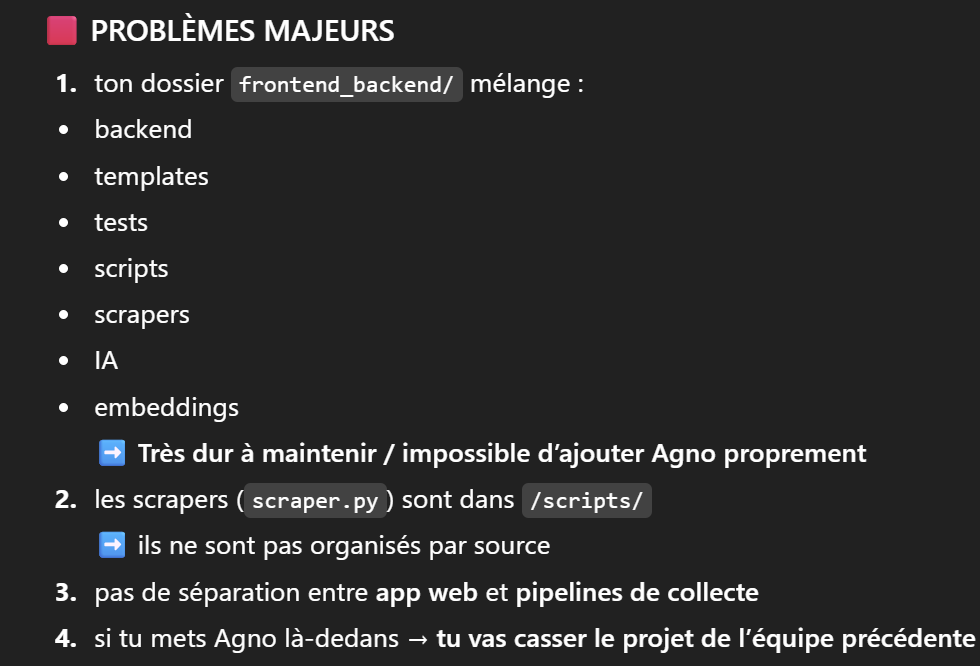 🟥 PROBLÈMES MAJEURS
1. ton dossier frontend_backend/ mélange :
• backend
• templates
• tests
• scripts
• scrapers
• IA
• embeddings
➡️ Très dur à maintenir / impossible d’ajouter Agno proprement
2. les scrapers (scraper.py) sont dans /scripts/
➡️ ils ne sont pas organisés par source
3. pas de séparation entre app web et pipelines de collecte
4. si tu mets Agno là-dedans → tu vas casser le projet de l’équipe précédente